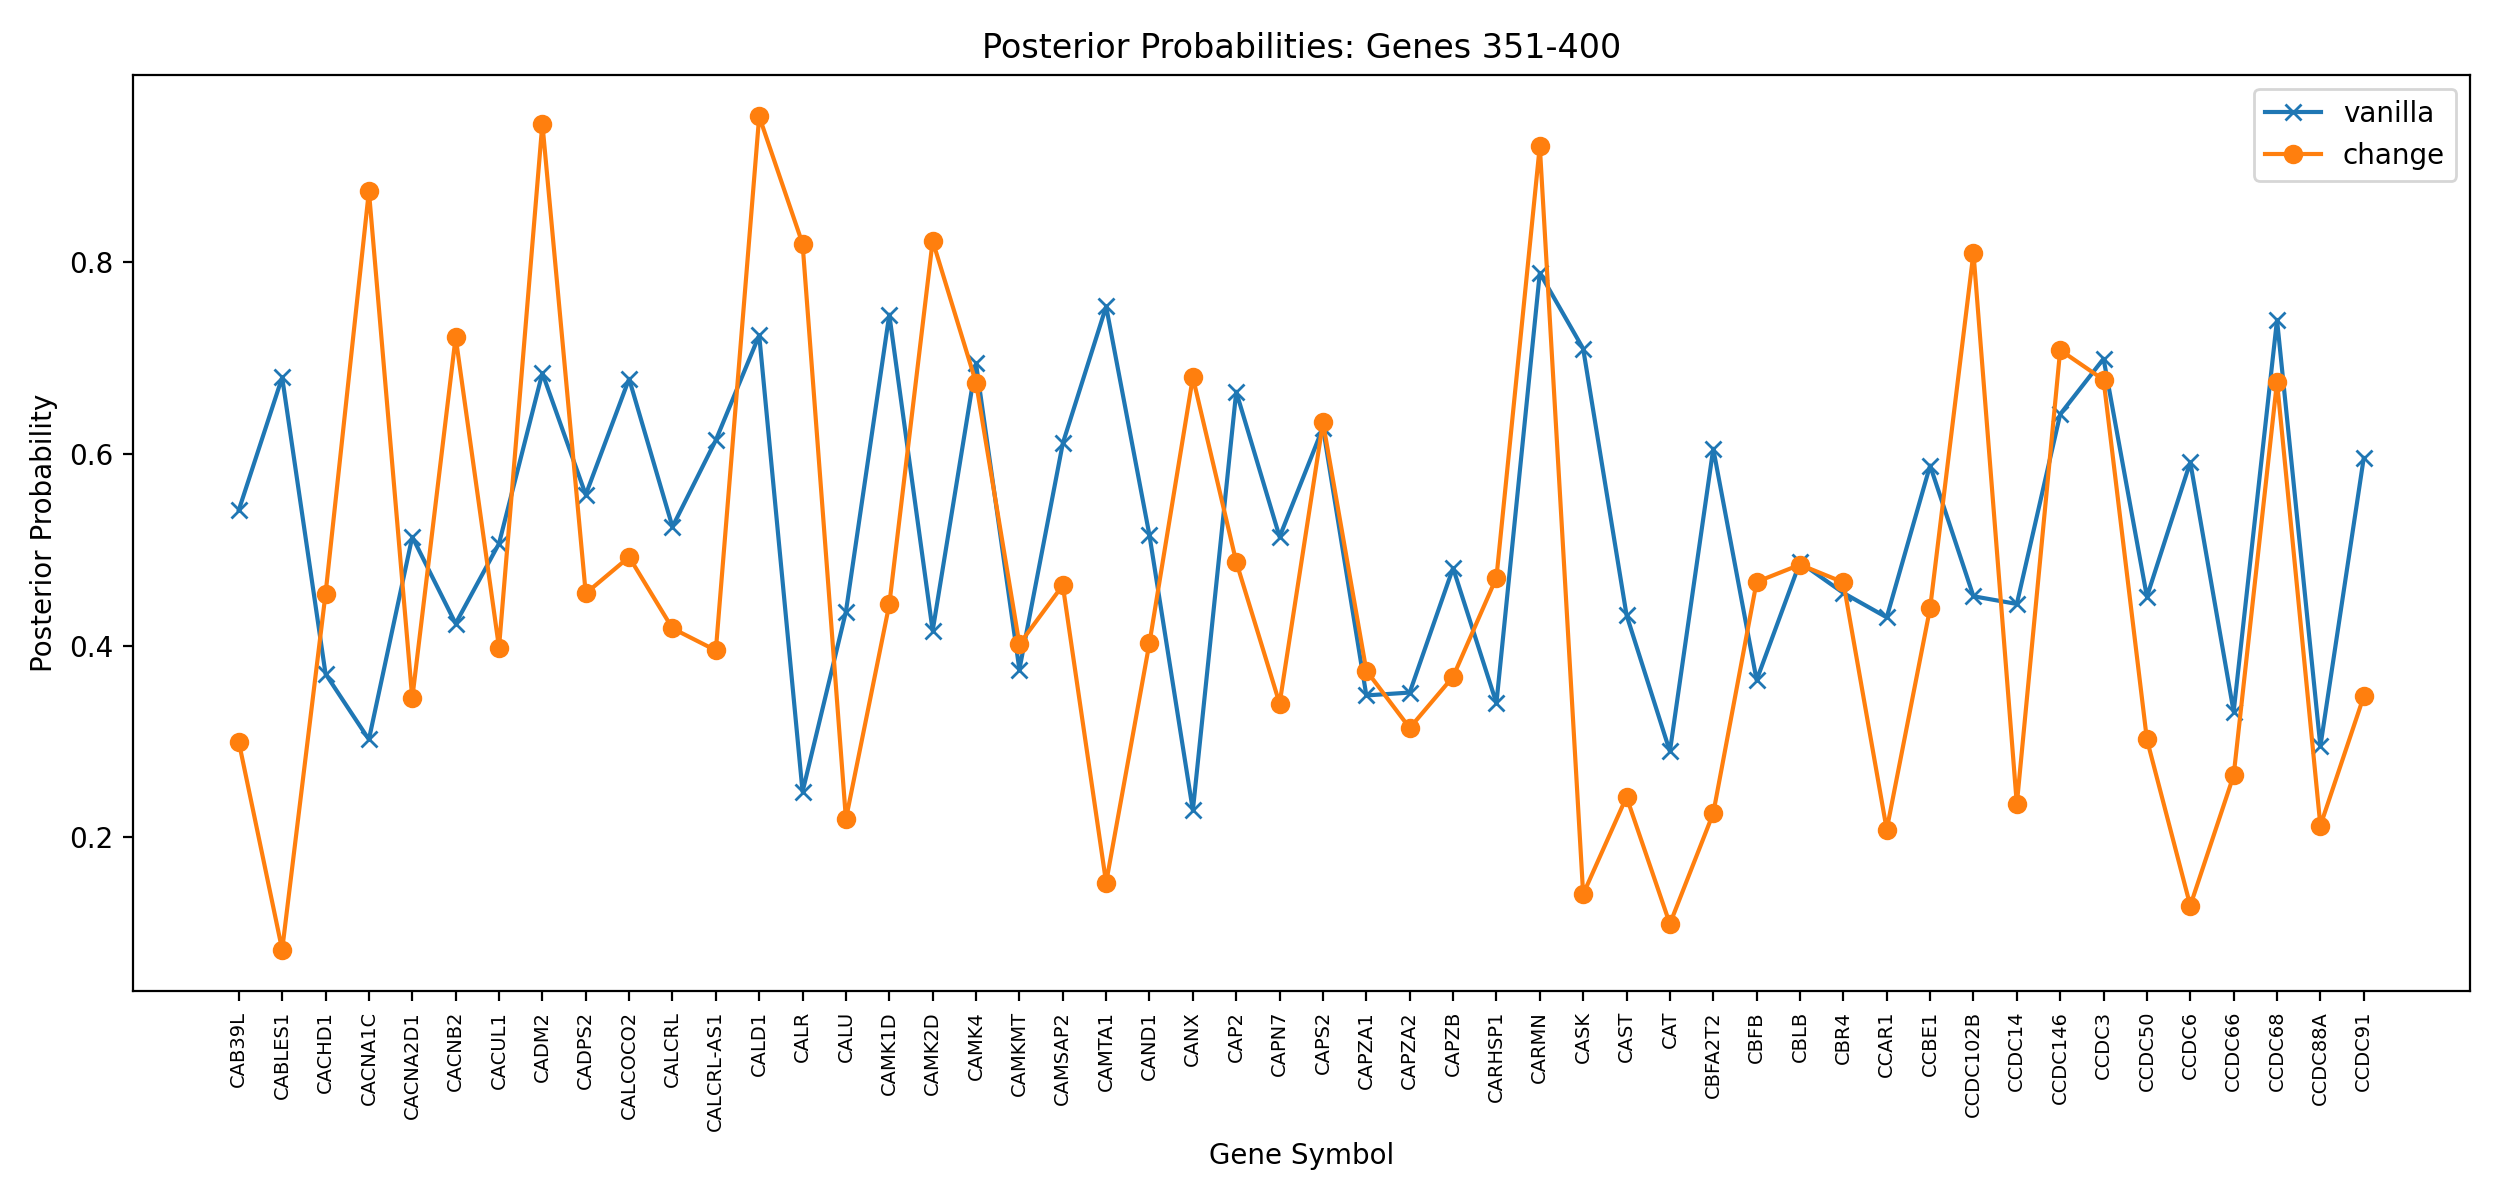 Posterior Probabilities: Genes 351-400
vanilla
change
Posterior Probability
0.8
0.6
0.4
0.2
CAB39L
CABLES1
CACHD1
CACNA1C
CACNA2D1
CACNB2
CACUL1
CADM2
CADPS2
CALCOCO2
CALCRL
CALCRL-AS1
CALD1
CALR
CALU
CAMK1D
CAMK2D
CAMK4
CAMKMT
CAMSAP2
CAMTA1
CAND1
CANX
CAP2
CAPN7
CAPS2
CAPZA1
CAPZA2
CAPZB
CARHSP1
CARMN
CASK
CAST
CAT
CBFA2T2
CBFB
CBLB
CBR4
CCAR1
CCBE1
CCDC102B
CCDC14
CCDC146
CCDC3
CCDC50
CCDC6
CCDC66
CCDC68
CCDC88A
CCDC91
Gene Symbol